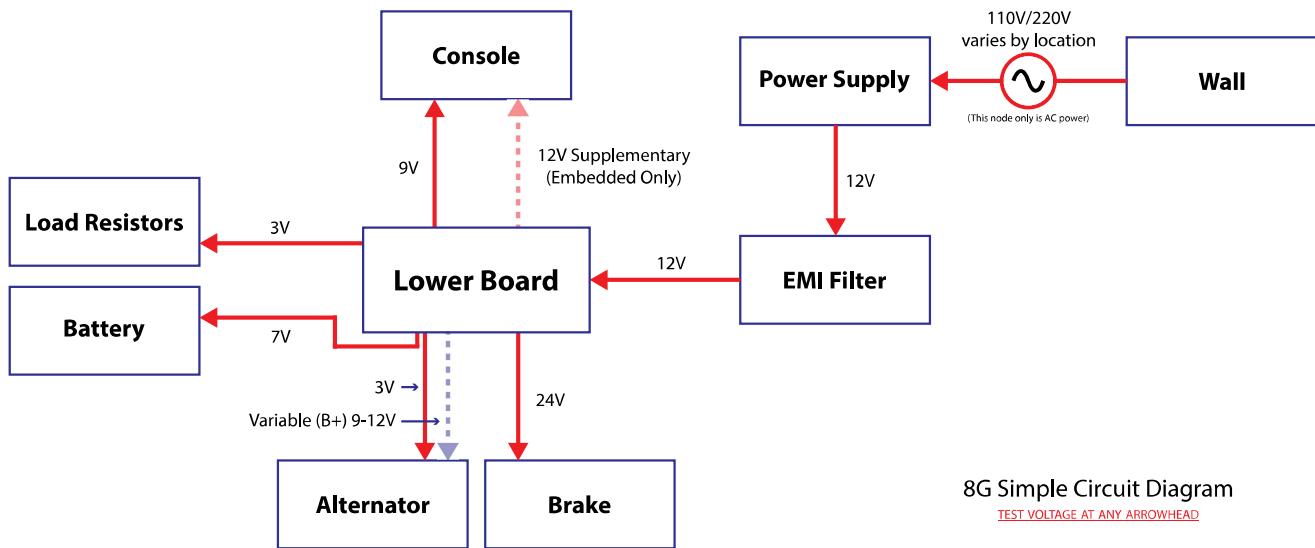 110V/220V
varies by location
Console
Power Supply
Wall
(This node only is AC power)
12V Supplementary
(Embedded Only)
9V
12V
Load Resistors
3V
Lower Board
12V
EMI Filter
Battery
7V
3V
24V
Variable (B+) 9-12V
Alternator
Brake
8G Simple Circuit Diagram
TEST VOLTAGE AT ANY ARROWHEAD